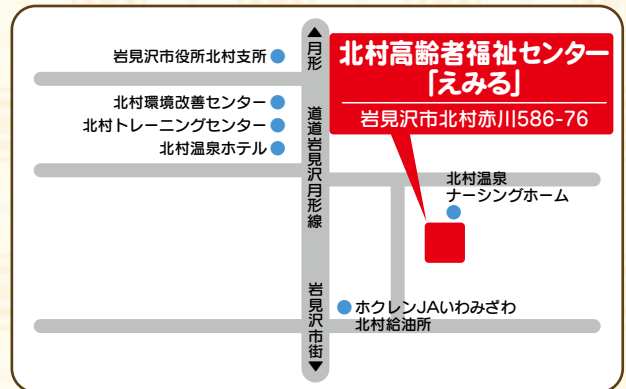 ▲月形
道道岩見沢月形線
岩見沢市街▼
岩見沢市役所北村支所
北村環境改善センター
北村トレーニングセンター
北村温泉ホテル
北村高齢者福祉センター
「えみる」
岩見沢市北村赤川586-76
北村温泉
ナーシングホーム
ホクレンJAいわみざわ
北村給油所